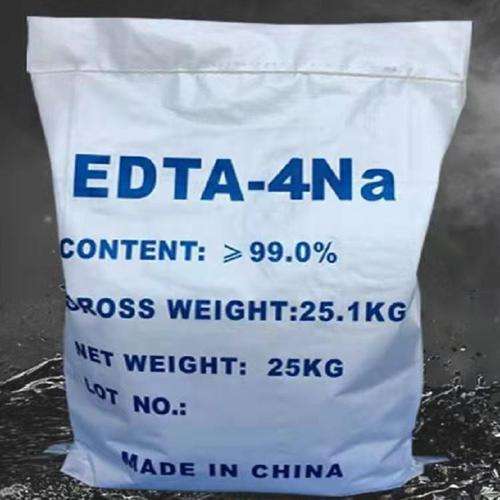 EDTA-4Na
CONTENT: ⩾99.0%
GROSS WEIGHT:25.1KG
NET WEIGHT: 25KG
LOT NO.:
MADE IN CHINA